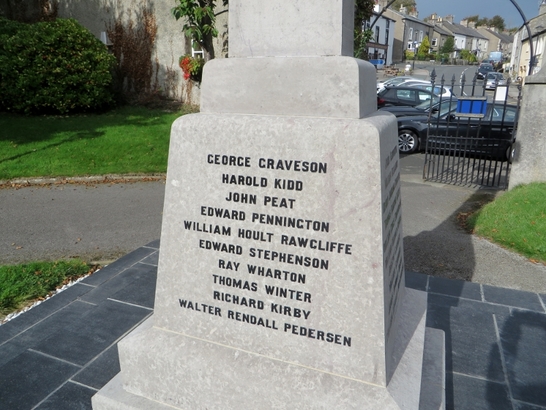 GEORGE GRAVESON
HAROLD KIDD
JOHN PEAT
EDWARD PENNINGTON
WILLIAM HOULT RAWCLIFFE
EDWARD STEPHENSON
RAY WHARTON
THOMAS WINTER
RICHARD KIRBY
WALTER RENDALL PEDERSEN